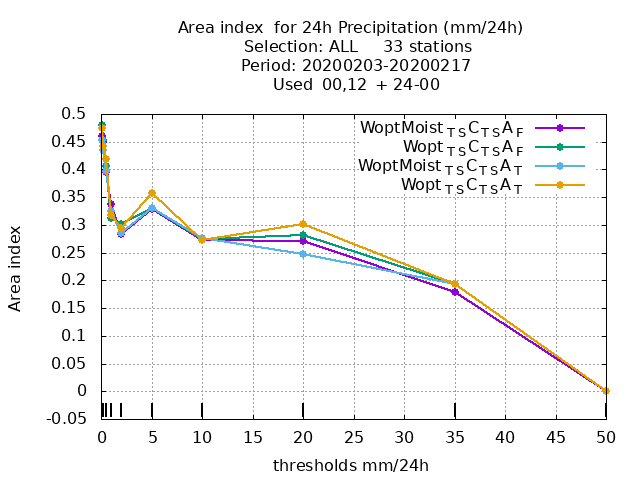 Area index for 24h Precipitation (mm/24h)
Selection: ALL 33 stations
Period: 20200203-20200217
Used 00,12 + 24-00
0.5
0.45
0.4
0.35
0.3
0.25
0.2
0.15
0.1
0.05
0
-0.05
Area index
WoptMoist TS C TS A F
Wopt TS C TS A F
WoptMoist TS C TS A T
Wopt TS C TS A T
0 5 10 15 20 25 30 35 40 45 50
thresholds mm/24h